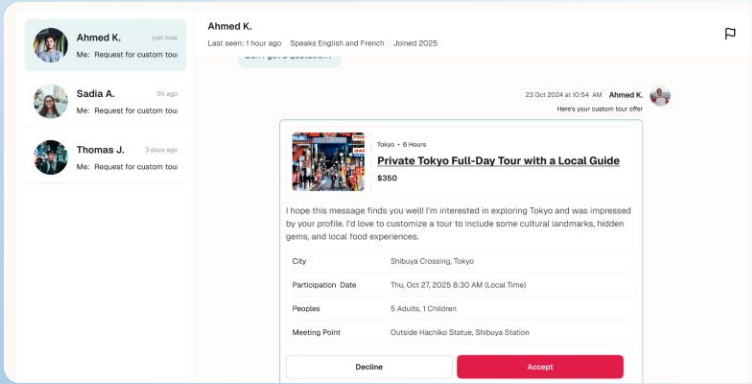 Ahmed K.
just now
Me: Request for custom tou
Sadia A.
5h ago
Me: Request for custom tou
Thomas J.
3 days ago
Me: Request for custom tou
Ahmed K.
Last seen: 1 hour ago Speaks English and French Joined 2025
23 Oct 2024 at 10:54 AM Ahmed K.
Here's your custom tour offer
Tokyo • 6 Hours
Private Tokyo Full-Day Tour with a Local Guide
$350
I hope this message finds you well! I'm interested in exploring Tokyo and was impressed
by your profile. I'd love to customize a tour to include some cultural landmarks, hidden
gems, and local food experiences.
City Shibuya Crossing, Tokyo
Participation Date Thu, Oct 27, 2025 8:30 AM (Local Time)
Peoples 5 Adults, 1 Children
Meeting Point Outside Hachiko Statue, Shibuya Station
Decline Accept